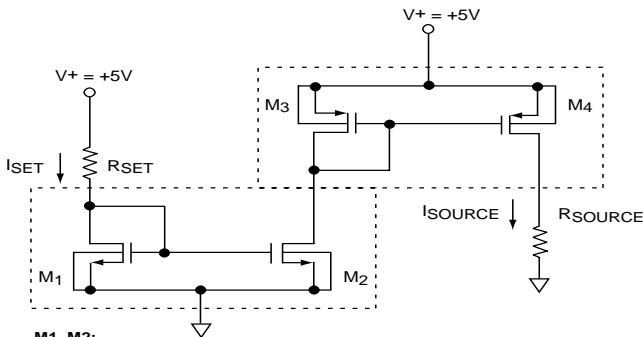 V+ = +5V
V+ = +5V
M3
M4
ISET
RSET
ISOURCE
RSOURCE
M1
M2
M1, M2: